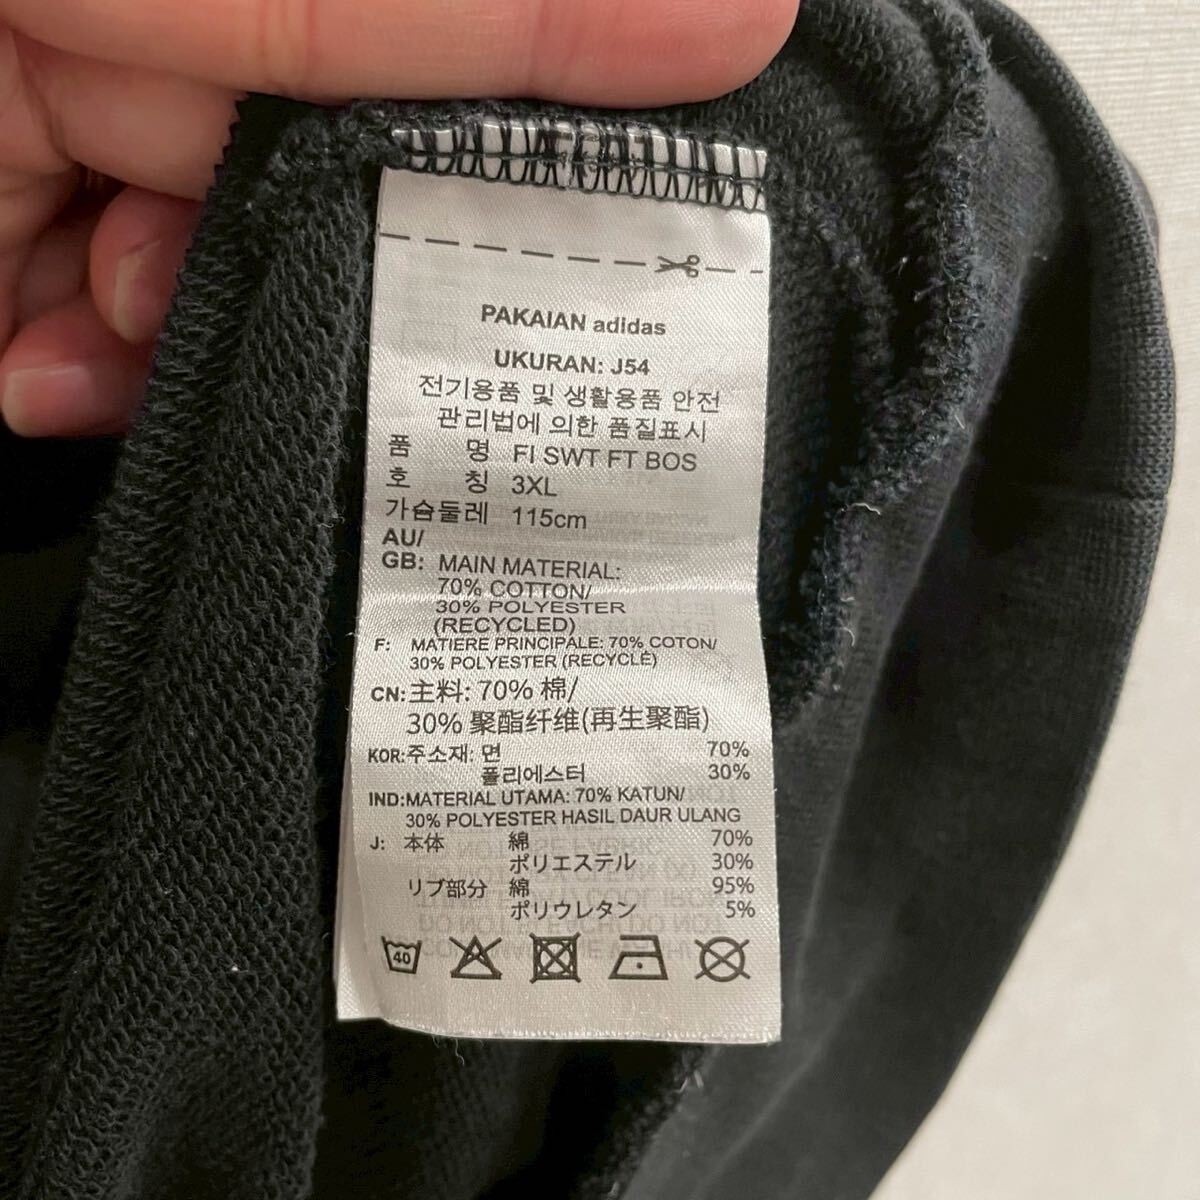 PAKAIAN adidas
UKURAN: J54
전기용품 및 생활용품 안전
관리법에 의한 품질표시
품 명 FI SWT FT BOS
호 칭 3XL
가슴둘레 115cm
AU/
GB: MAIN MATERIAL:
70% COTTON/
30% POLYESTER
(RECYCLED)
F: MATIERE PRINCIPALE: 70% COTON/
30% POLYESTER (RECYCLÉ)
CN: 主料: 70% 棉/
30% 聚酯纤维(再生聚酯)
KOR: 주소재: 면 70%
폴리에스터 30%
IND: MATERIAL UTAMA: 70% KATUN/
30% POLYESTER HASIL DAUR ULANG
J: 本体 綿 70%
ポリエステル 30%
リブ部分 綿 95%
ポリウレタン 5%
40